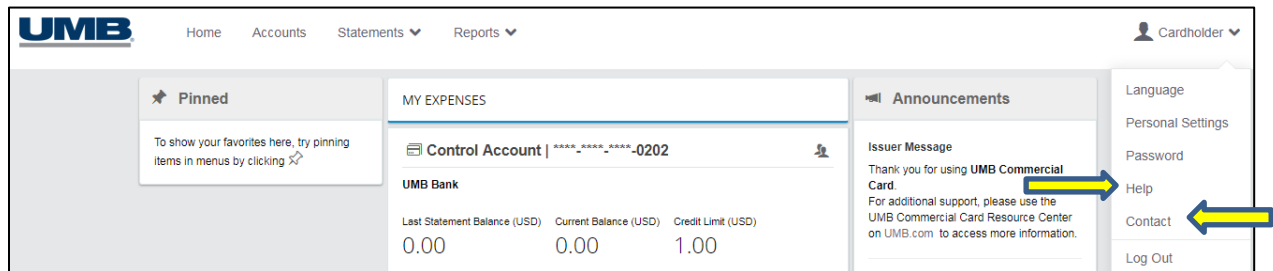 UMB
Home Accounts Statements Reports
Cardholder
Pinned
To show your favorites here, try pinning
items in menus by clicking
MY EXPENSES
Control Account | ****-****-****-0202
UMB Bank
Last Statement Balance (USD) Current Balance (USD) Credit Limit (USD)
0.00 0.00 1.00
Announcements
Issuer Message
Thank you for using UMB Commercial
Card.
For additional support, please use the
UMB Commercial Card Resource Center
on UMB.com to access more information.
Language
Personal Settings
Password
Help
Contact
Log Out